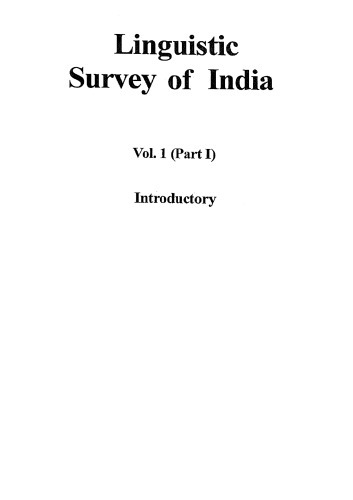 Linguistic
Survey of India
Vol. 1 (Part I)
Introductory